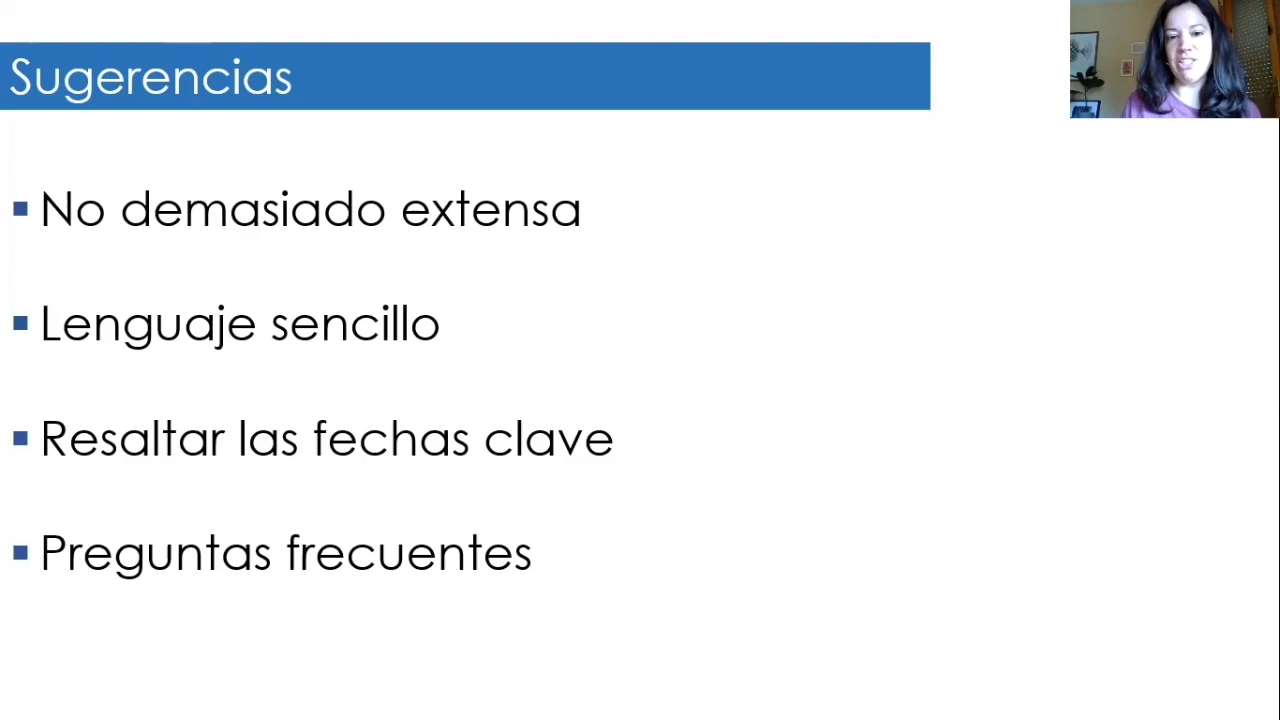 Sugerencias
▪ No demasiado extensa
▪ Lenguaje sencillo
▪ Resaltar las fechas clave
▪ Preguntas frecuentes